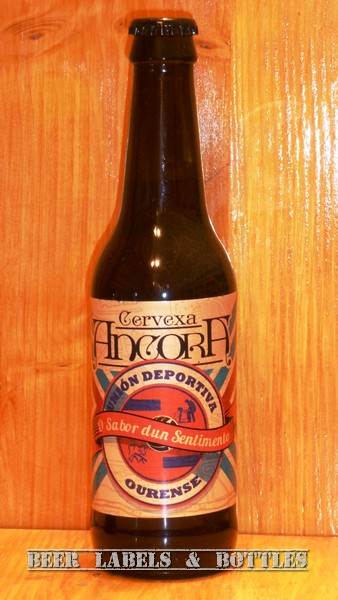 Cervexa
ANCORA
UNIÓN DEPORTIVA
O Sabor dun Sentimento
OURENSE
BEER LABELS & BOTTLES